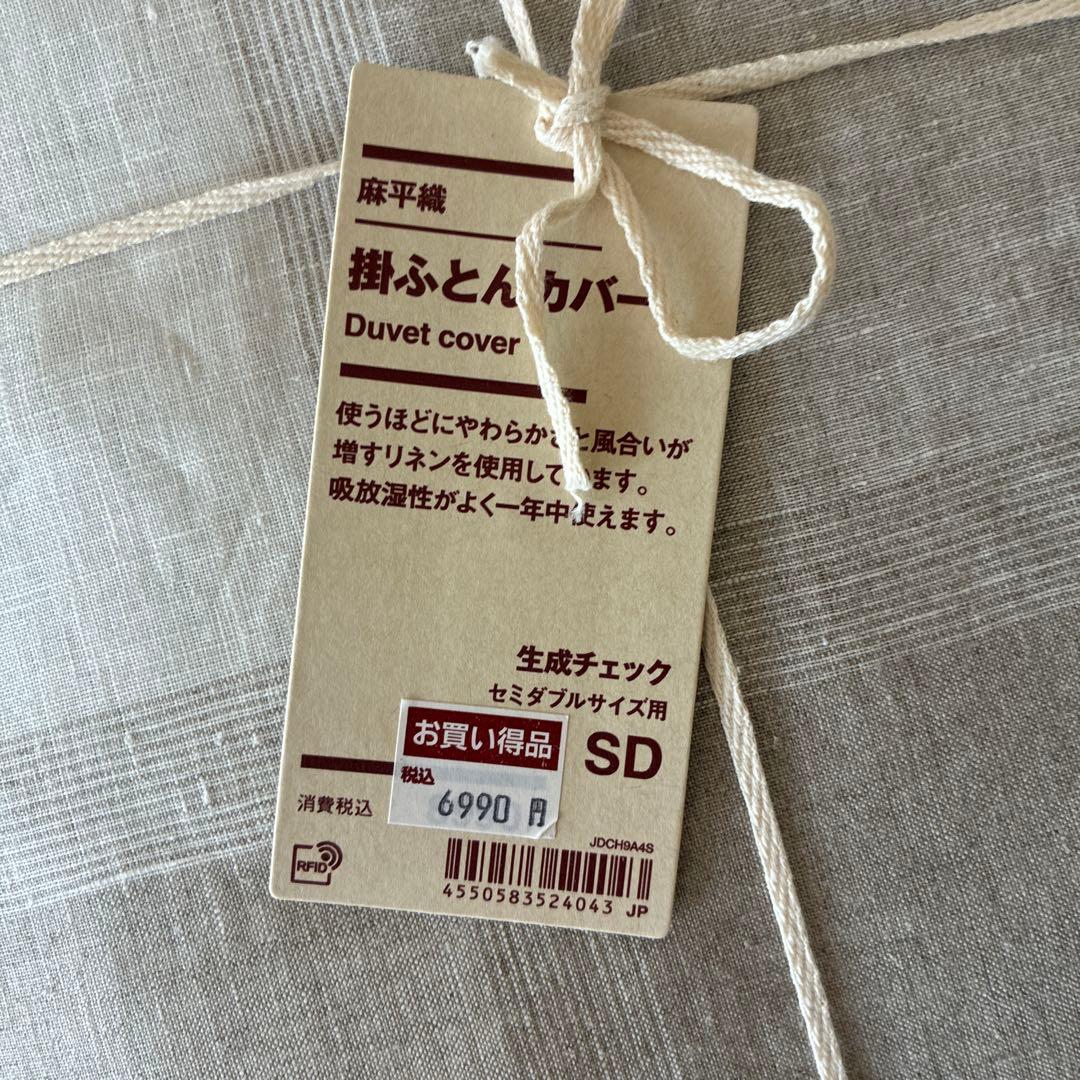 麻平織
掛ふとんカバー
Duvet cover
使うほどにやわらかさと風合いが
増すリネンを使用しています。
吸放湿性がよく一年中使えます。
生成チェック
セミダブルサイズ用
SD
お買い得品
税込
6990 円
消費税込
RFID
JDCH9A4S
4550583524043 JP